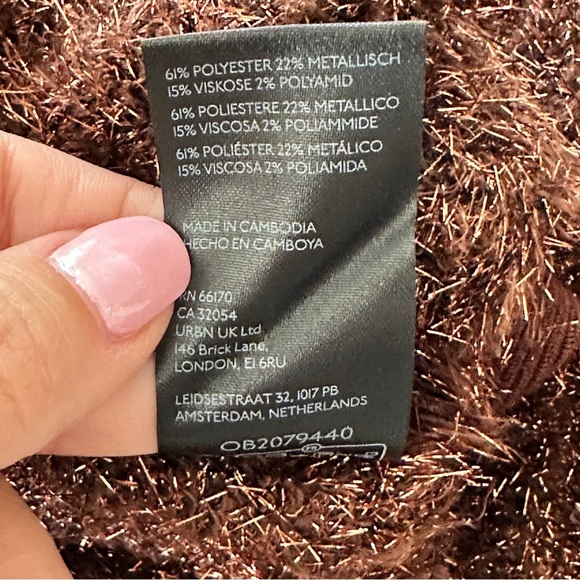 61% POLYESTER 22% METALLISCH
15% VISKOSE 2% POLYAMID
61% POLIESTERE 22% METALLICO
15% VISCOSA 2% POLIAMMIDE
61% POLIÉSTER 22% METÁLICO
15% VISCOSA 2% POLIAMIDA
MADE IN CAMBODIA
HECHO EN CAMBOYA
RN 66170
CA 32054
URBN UK Ltd
146 Brick Lane,
LONDON, E1 6RU
LEIDSESTRAAT 32, 1017 PB
AMSTERDAM, NETHERLANDS
OB2079440